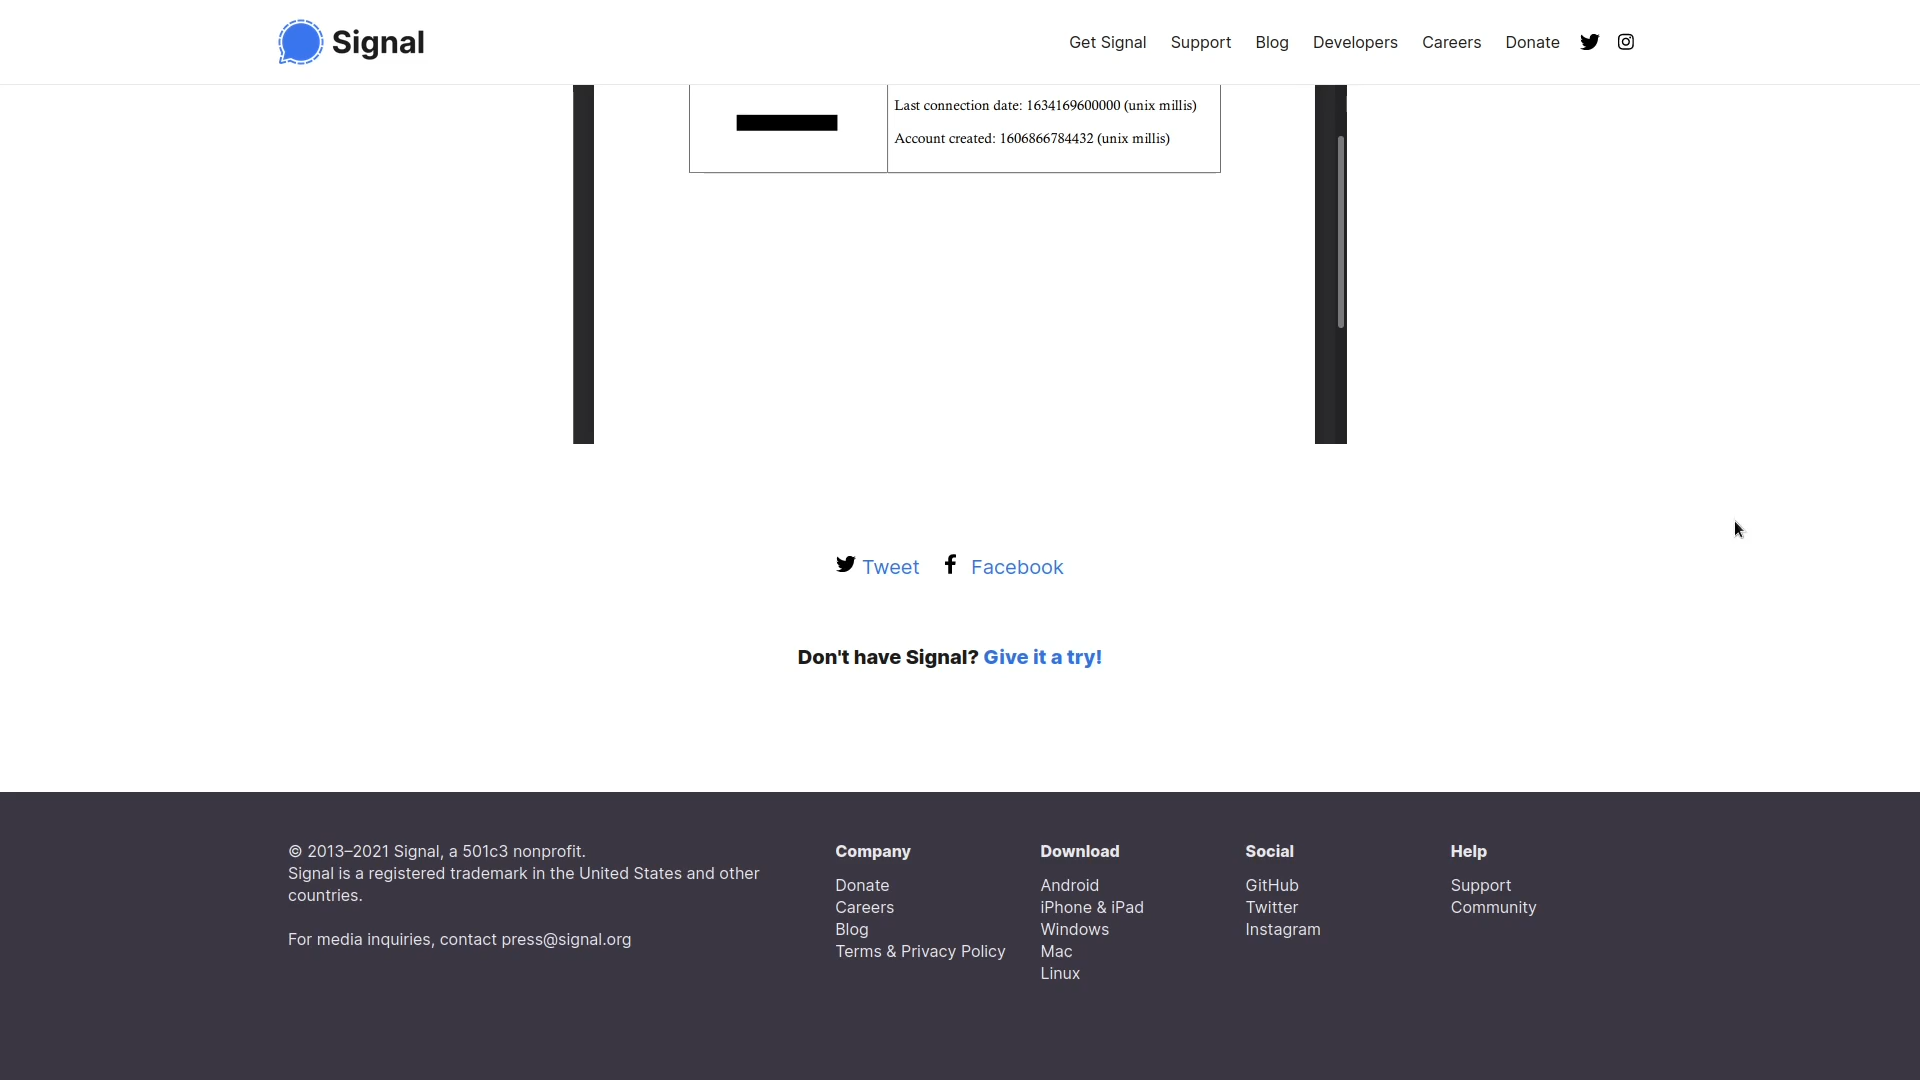 Signal
Get Signal Support Blog Developers Careers Donate
Last connection date: 1634169600000 (unix millis)
Account created: 1606866784432 (unix millis)
Tweet Facebook
Don't have Signal? Give it a try!
© 2013–2021 Signal, a 501c3 nonprofit.
Signal is a registered trademark in the United States and other
countries.
For media inquiries, contact press@signal.org
Company
Donate
Careers
Blog
Terms & Privacy Policy
Download
Android
iPhone & iPad
Windows
Mac
Linux
Social
GitHub
Twitter
Instagram
Help
Support
Community